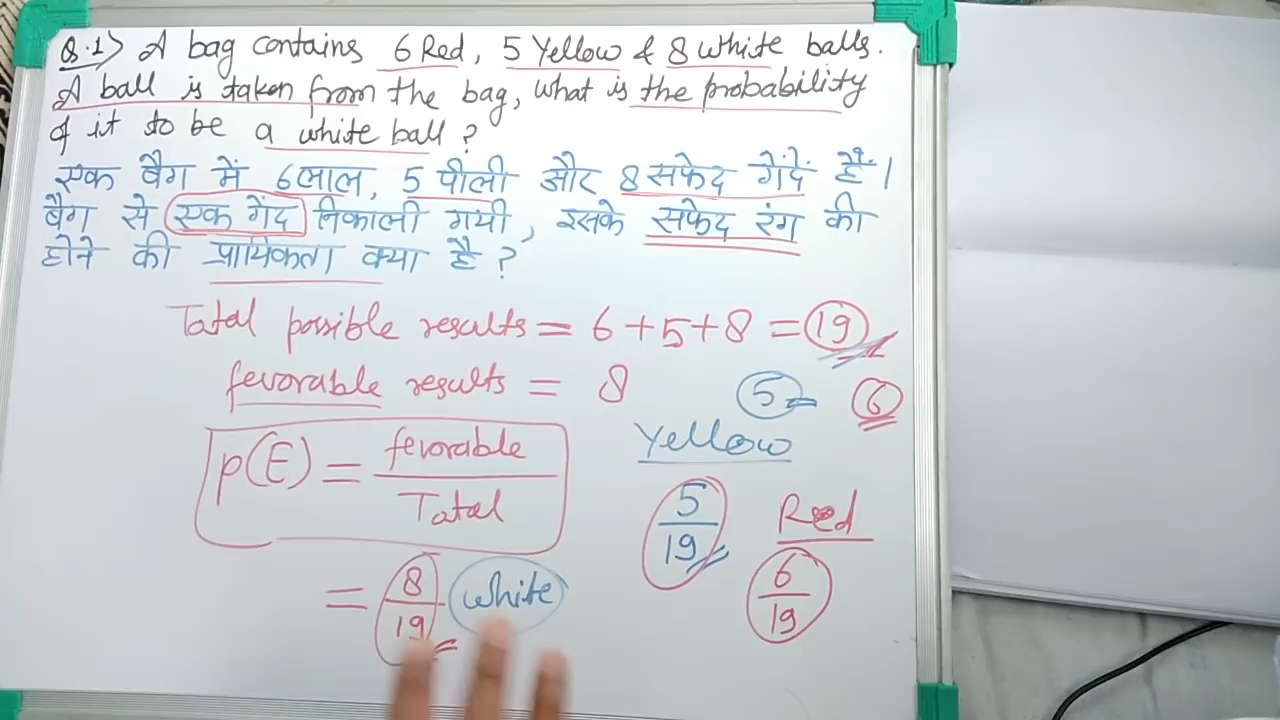 Q.1) A bag contains 6 Red, 5 Yellow & 8 white balls.
A ball is taken from the bag, what is the probability
of it to be a white ball?
एक बैग में 6 लाल, 5 पीली और 8 सफेद गेंदें हैं।
बैग से एक गेंद निकाली गयी, इसके सफेद रंग की
होने की प्रायिकता क्या है?
Total possible results = 6+5+8 = 19
fevorable results = 8
5 = 6
Yellow
P(E) = fevorable / Total
5/19
Red
6/19
= 8/19 white